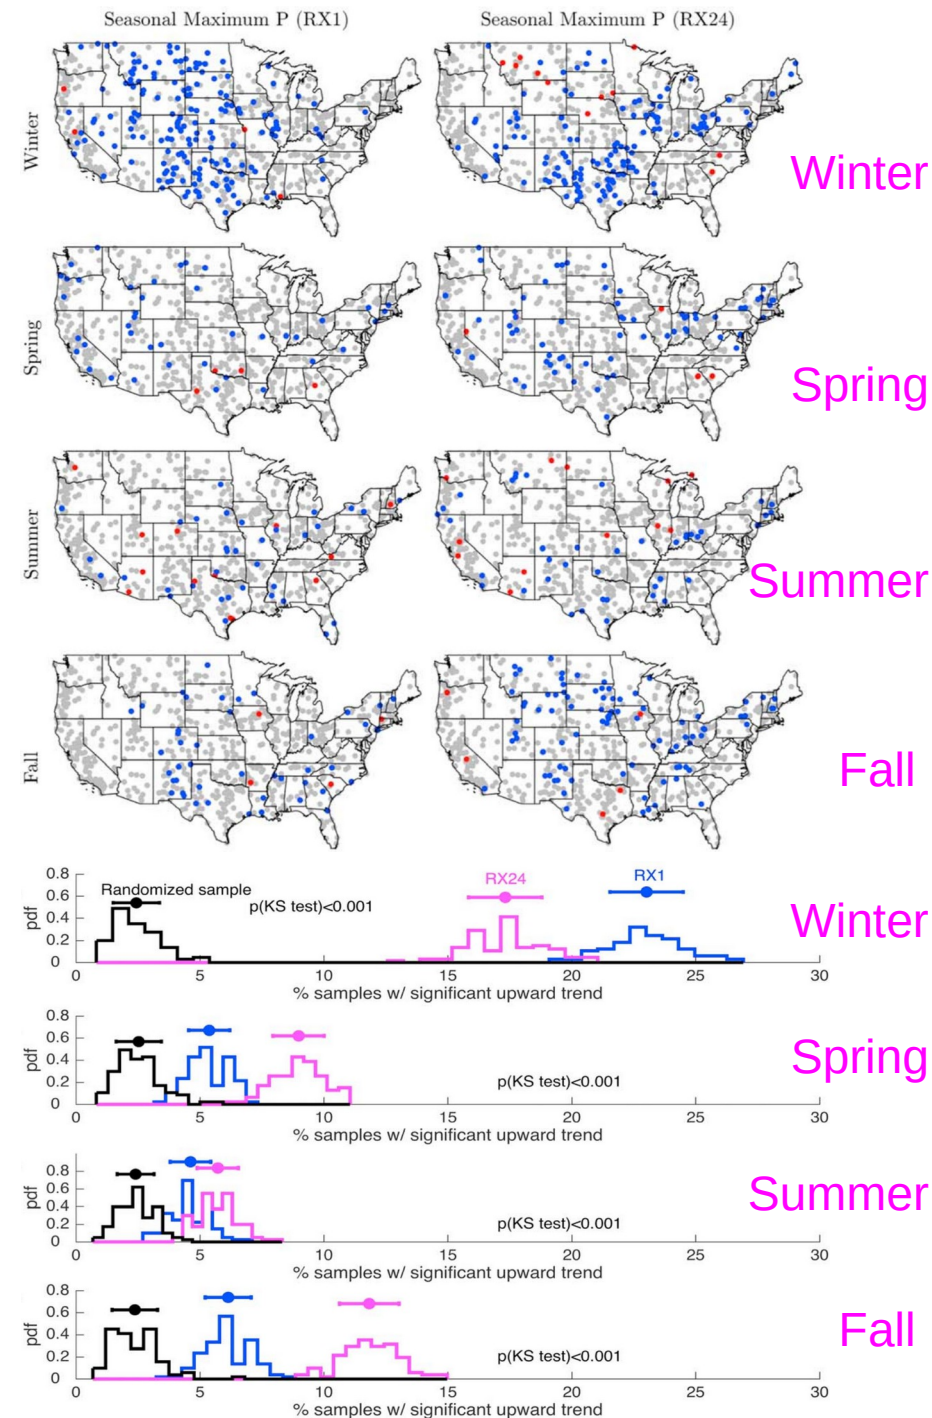 Seasonal Maximum P (RX1)
Seasonal Maximum P (RX24)
Winter
Winter
Spring
Spring
Summer
Summer
Fall
Fall
0.8
0.6
0.4
0.2
0
pdf
Randomized sample
p(KS test)<0.001
RX24
RX1
Winter
0 5 10 15 20 25 30
% samples w/ significant upward trend
0.8
0.6
0.4
0.2
0
pdf
p(KS test)<0.001
Spring
0 5 10 15 20 25 30
% samples w/ significant upward trend
0.8
0.6
0.4
0.2
0
pdf
p(KS test)<0.001
Summer
0 5 10 15 20 25 30
% samples w/ significant upward trend
0.8
0.6
0.4
0.2
0
pdf
p(KS test)<0.001
Fall
0 5 10 15 20 25 30
% samples w/ significant upward trend